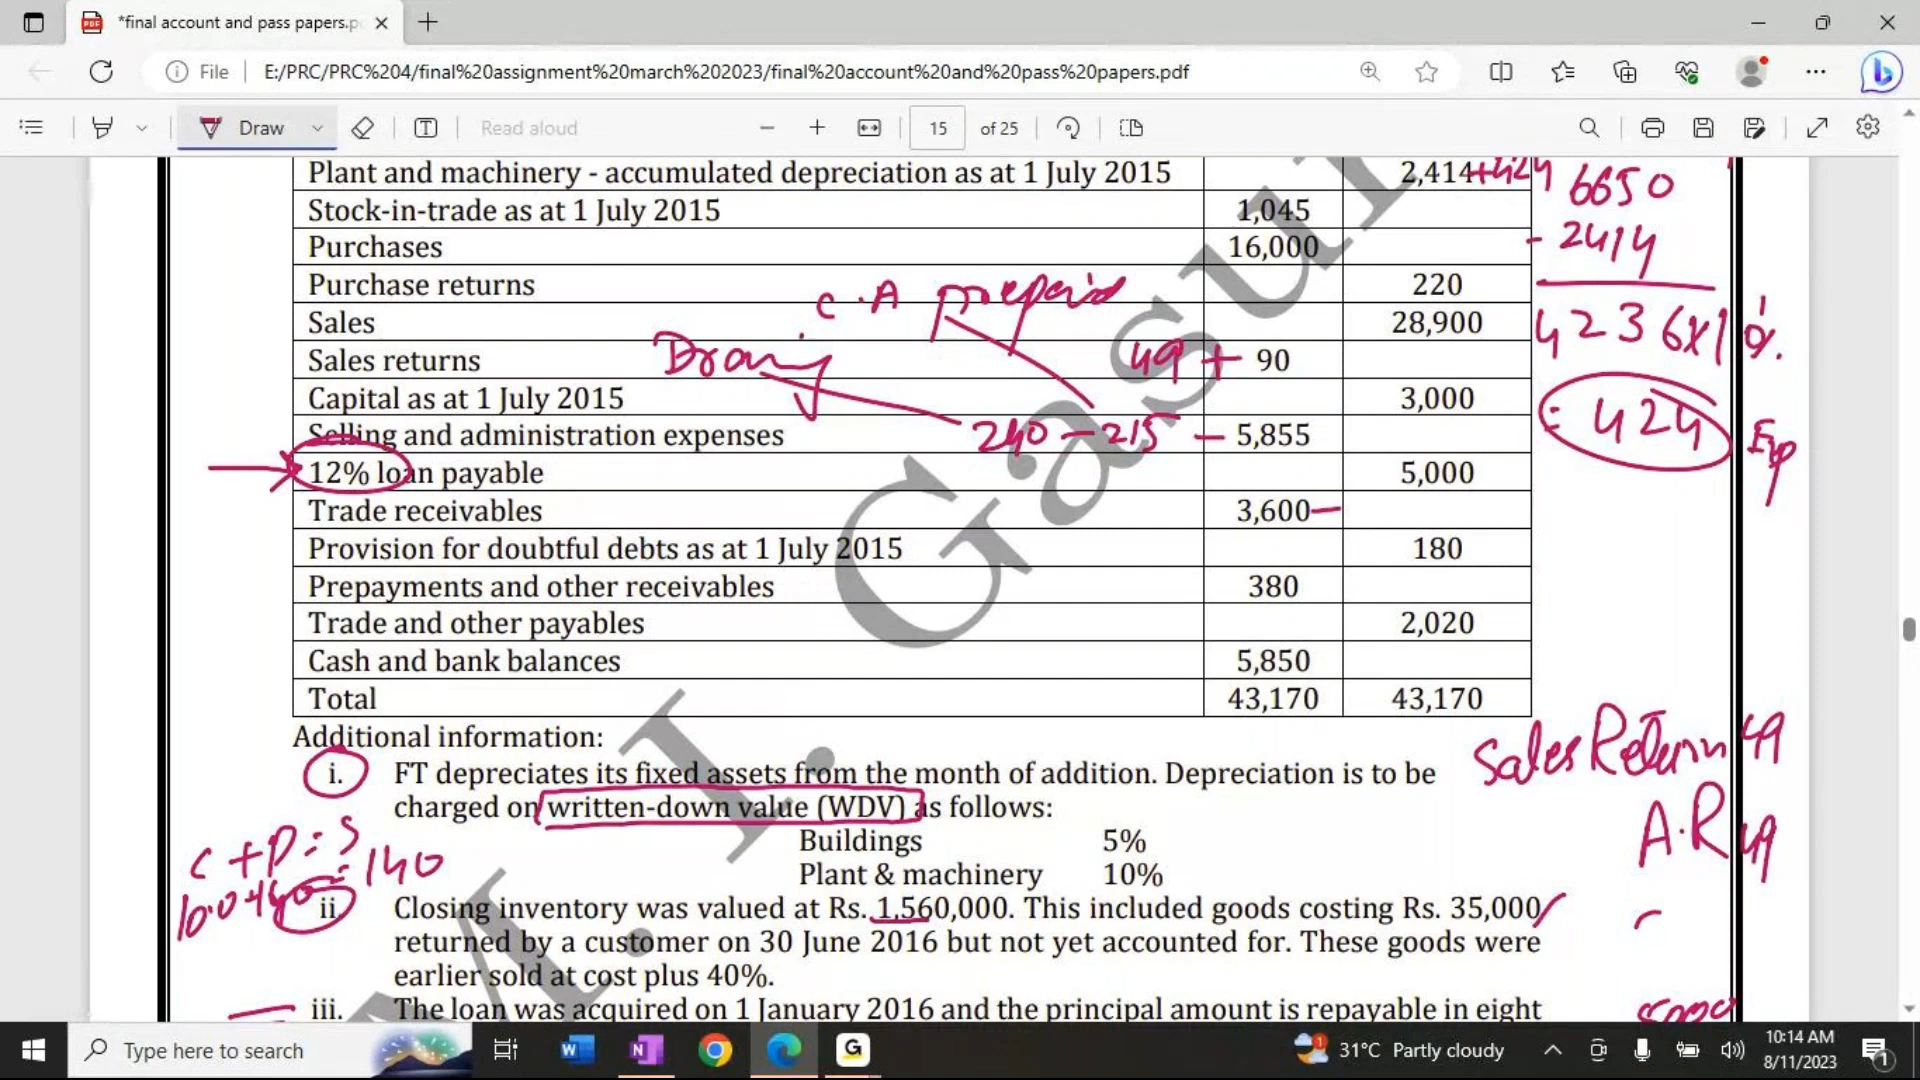 *final account and pass papers.p
File E:/PRC/PRC%204/final%20assignment%20march%202023/final%20account%20and%20pass%20papers.pdf
Draw Read aloud 15 of 25
Plant and machinery - accumulated depreciation as at 1 July 2015 2,414 +424
Stock-in-trade as at 1 July 2015 1,045
Purchases 16,000
Purchase returns 220
Sales 28,900
Sales returns 49 + 90
Capital as at 1 July 2015 3,000
Selling and administration expenses 240 - 215 - 5,855
12% loan payable 5,000
Trade receivables 3,600 -
Provision for doubtful debts as at 1 July 2015 180
Prepayments and other receivables 380
Trade and other payables 2,020
Cash and bank balances 5,850
Total 43,170 43,170
C.A prepaid
6650
- 2414
4236x10%
= 424 Exp
Additional information:
i. FT depreciates its fixed assets from the month of addition. Depreciation is to be
charged on written-down value (WDV) as follows:
Buildings 5%
Plant & machinery 10%
ii. Closing inventory was valued at Rs. 1,560,000. This included goods costing Rs. 35,000
returned by a customer on 30 June 2016 but not yet accounted for. These goods were
earlier sold at cost plus 40%.
iii. The loan was acquired on 1 January 2016 and the principal amount is repayable in eight
Sales Return 49
A.R 49
C + P = S
= 140
5000
M. I. Gasur
Type here to search
31°C Partly cloudy
10:14 AM
8/11/2023